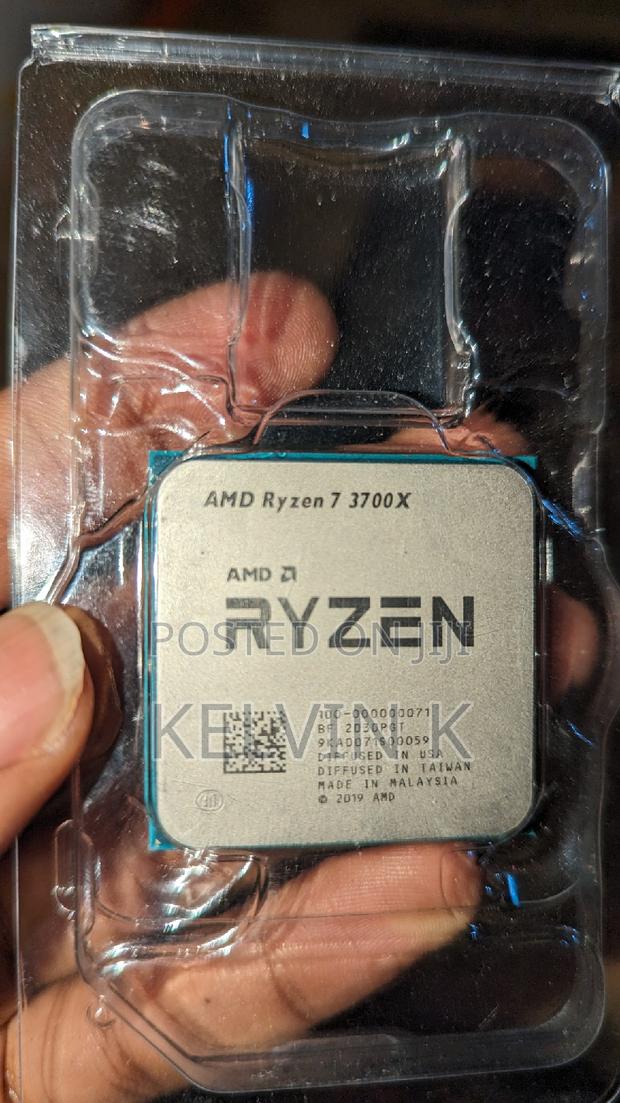 AMD Ryzen 7 3700X
AMD
RYZEN
POSTED ON JIJI
KELVIN K
100-000000071
BF 2030PGT
9KA0071S00059
DIFFUSED IN USA
DIFFUSED IN TAIWAN
MADE IN MALAYSIA
© 2019 AMD